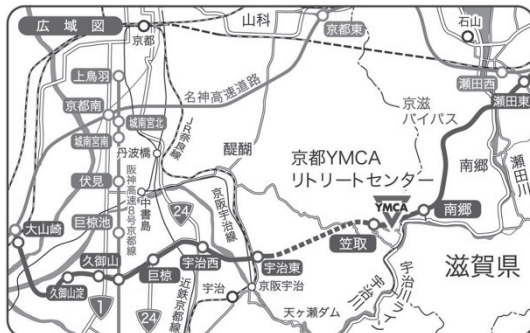 広域図
京都
山科
京都東
石山
瀬田西
瀬田東
上鳥羽
名神高速道路
京都南
城南宮北
城南宮南
JR奈良線
京滋
バイパス
瀬田川
丹波橋
醍醐
京都YMCA
リトリートセンター
南郷
伏見
阪神高速8号京都線
中書島
24
京阪宇治線
YMCA
南郷
大山崎
巨椋池
笠取
久御山
宇治西
宇治東
滋賀県
久御山淀
巨椋
1
24
近鉄京都線
宇治
京阪宇治
天ヶ瀬ダム
宇治川
宇治川ライン